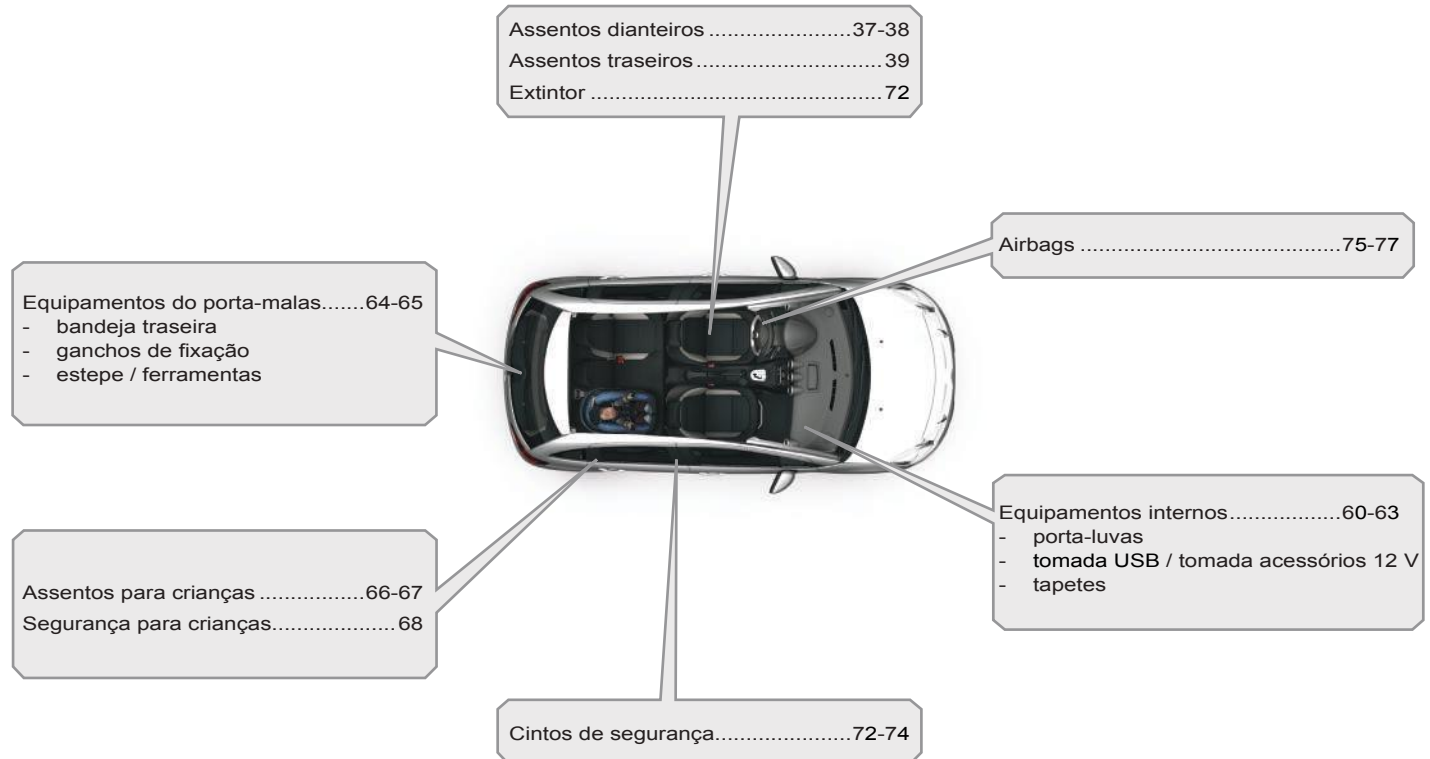 Assentos dianteiros .......................37-38
Assentos traseiros..............................39
Extintor ...............................................72
Airbags ..........................................75-77
Equipamentos do porta-malas.......64-65
- bandeja traseira
- ganchos de fixação
- estepe / ferramentas
Equipamentos internos..................60-63
- porta-luvas
- tomada USB / tomada acessórios 12 V
- tapetes
Assentos para crianças .................66-67
Segurança para crianças....................68
Cintos de segurança......................72-74